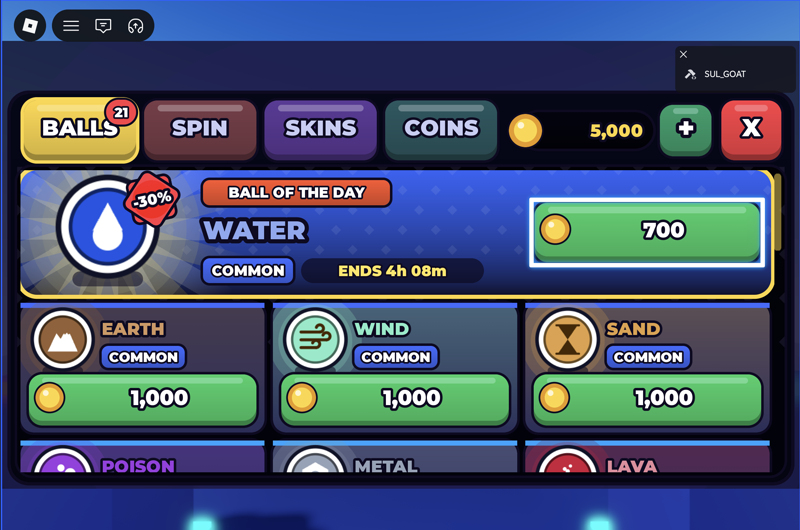 SUL_GOAT
BALLS
21
SPIN
SKINS
COINS
5,000
+
X
-30%
BALL OF THE DAY
WATER
COMMON
ENDS 4h 08m
700
EARTH
COMMON
1,000
WIND
COMMON
1,000
SAND
COMMON
1,000
POISON
METAL
LAVA